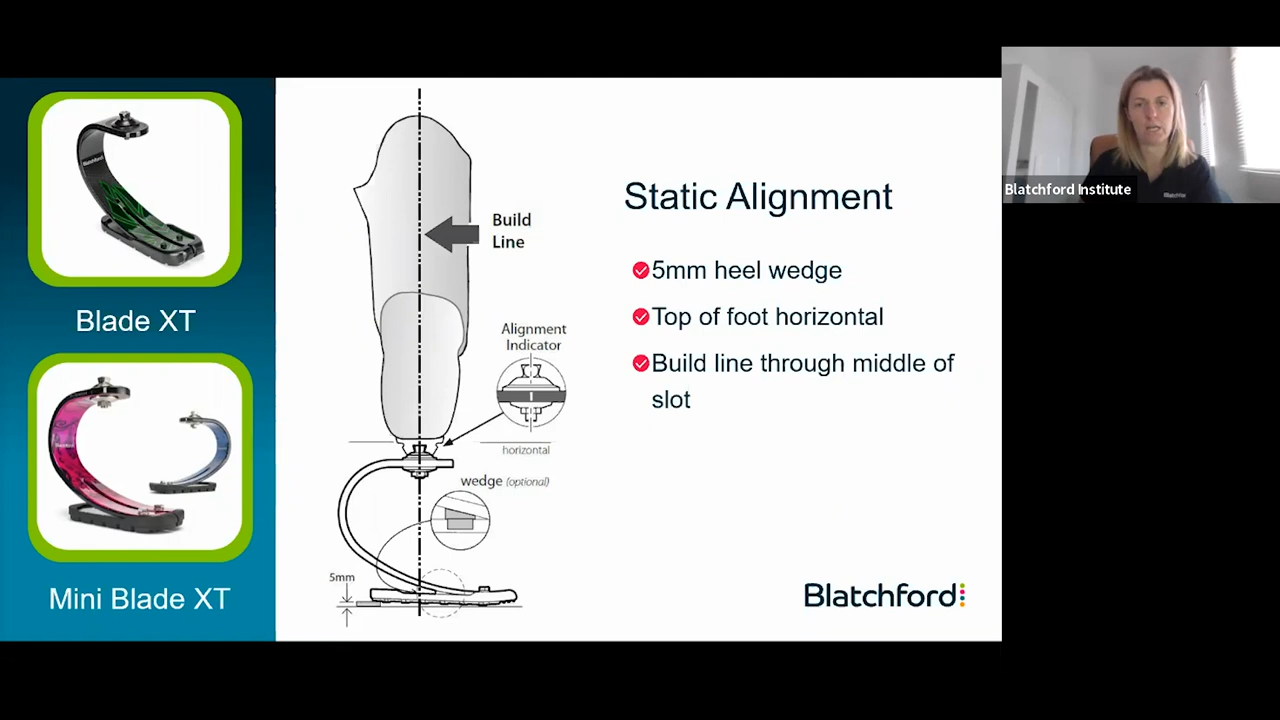 Blade XT
Mini Blade XT
Build
Line
Alignment
Indicator
horizontal
wedge (optional)
5mm
Static Alignment
5mm heel wedge
Top of foot horizontal
Build line through middle of
slot
Blatchford
Blatchford Institute